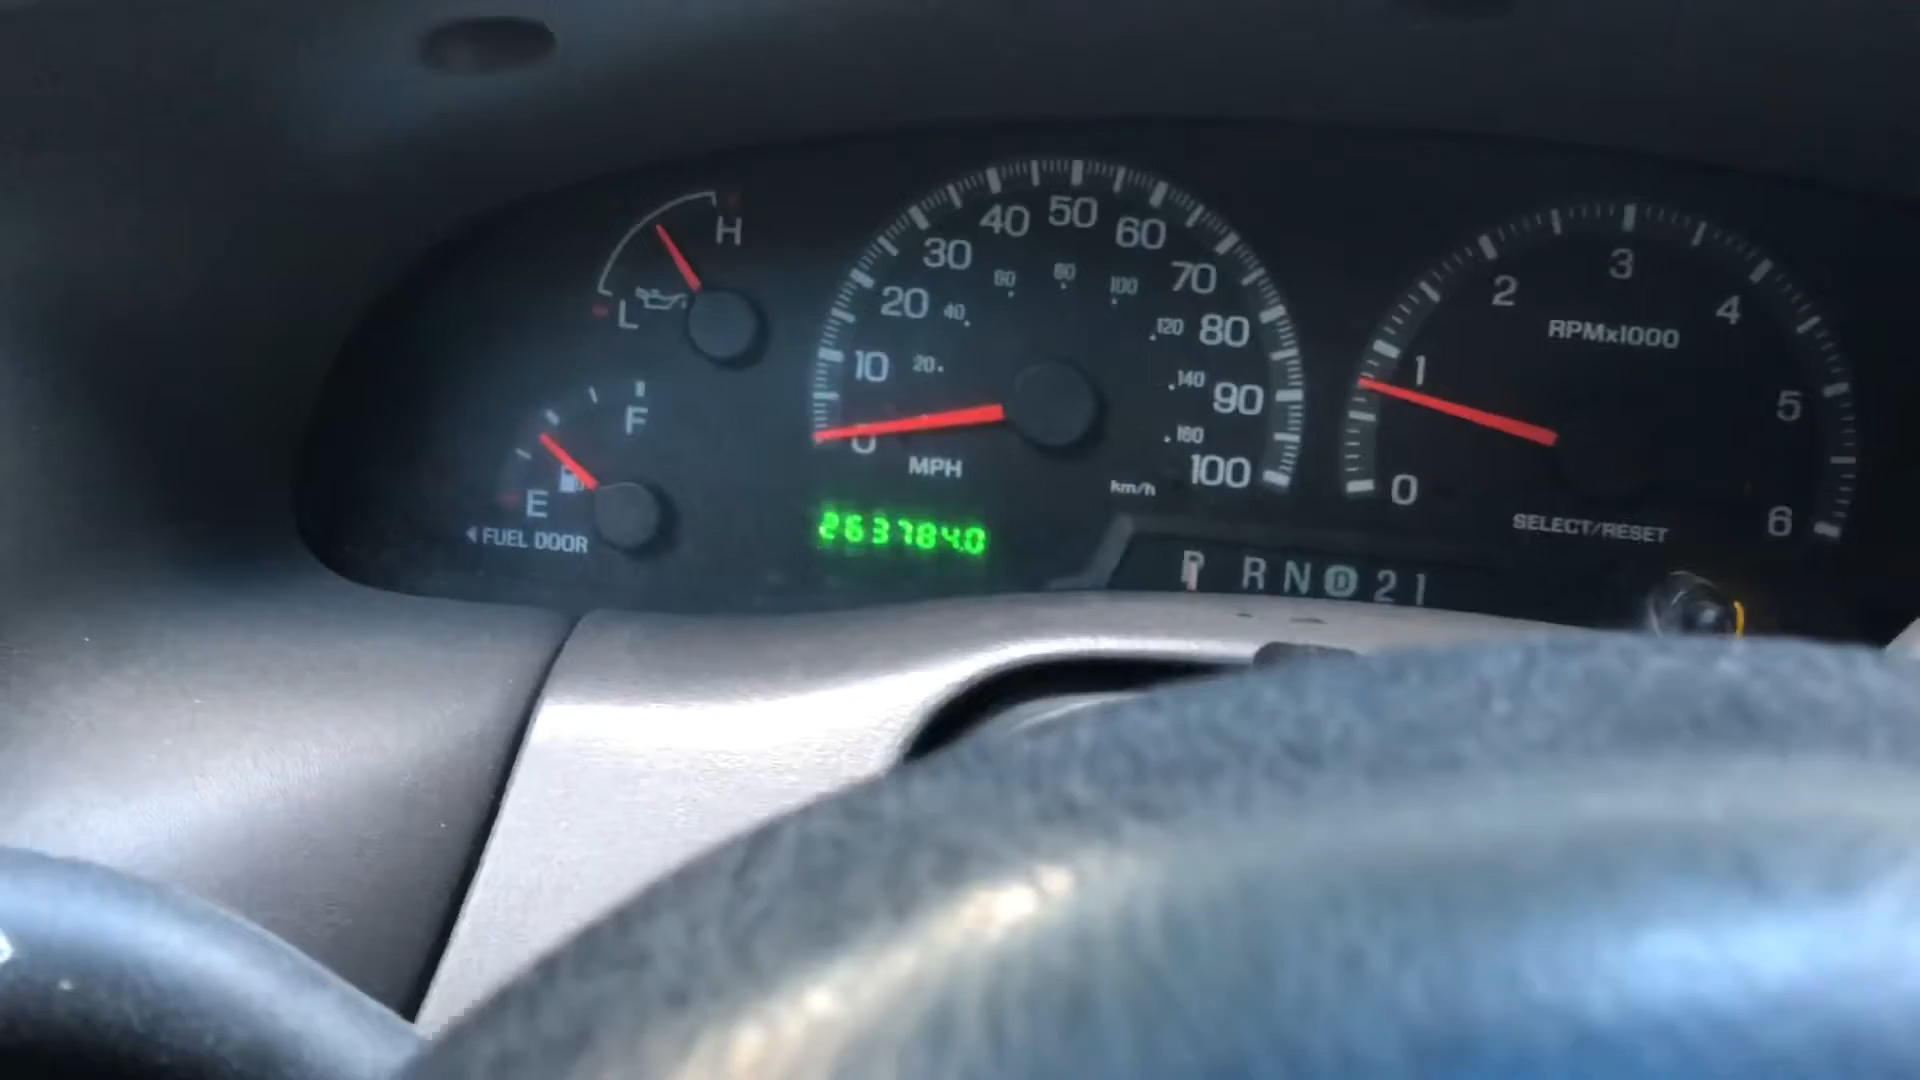 H
L
F
E
◀ FUEL DOOR
0 10 20 30 40 50 60 70 80 90 100
20 40 60 80 100 120 140 160
MPH
km/h
263784.0
P R N D 2 1
0 1 2 3 4 5 6
RPMx1000
SELECT/RESET